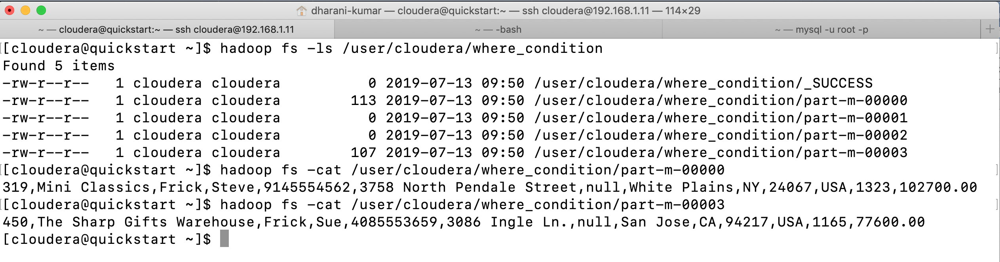 dharani-kumar — cloudera@quickstart:~ — ssh cloudera@192.168.1.11 — 114×29
~ — cloudera@quickstart:~ — ssh cloudera@192.168.1.11
~ — -bash
~ — mysql -u root -p
[cloudera@quickstart ~]$ hadoop fs -ls /user/cloudera/where_condition
Found 5 items
-rw-r--r--   1 cloudera cloudera          0 2019-07-13 09:50 /user/cloudera/where_condition/_SUCCESS
-rw-r--r--   1 cloudera cloudera        113 2019-07-13 09:50 /user/cloudera/where_condition/part-m-00000
-rw-r--r--   1 cloudera cloudera          0 2019-07-13 09:50 /user/cloudera/where_condition/part-m-00001
-rw-r--r--   1 cloudera cloudera          0 2019-07-13 09:50 /user/cloudera/where_condition/part-m-00002
-rw-r--r--   1 cloudera cloudera        107 2019-07-13 09:50 /user/cloudera/where_condition/part-m-00003
[cloudera@quickstart ~]$ hadoop fs -cat /user/cloudera/where_condition/part-m-00000
319,Mini Classics,Frick,Steve,9145554562,3758 North Pendale Street,null,White Plains,NY,24067,USA,1323,102700.00
[cloudera@quickstart ~]$ hadoop fs -cat /user/cloudera/where_condition/part-m-00003
450,The Sharp Gifts Warehouse,Frick,Sue,4085553659,3086 Ingle Ln.,null,San Jose,CA,94217,USA,1165,77600.00
[cloudera@quickstart ~]$